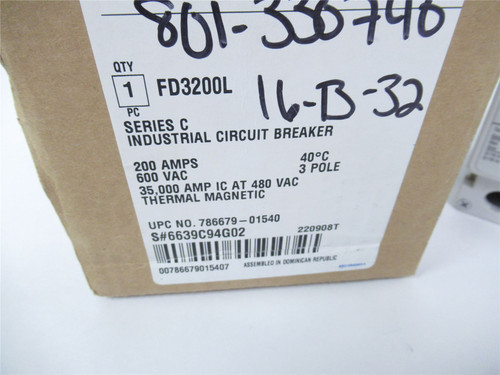 801-336746
QTY
1 FD3200L
PC
16-B-32
SERIES C
INDUSTRIAL CIRCUIT BREAKER
200 AMPS 40°C
600 VAC 3 POLE
35,000 AMP IC AT 480 VAC
THERMAL MAGNETIC
UPC NO. 786679-01540
S#6639C94G02 220908T
00786679015407 ASSEMBLED IN DOMINICAN REPUBLIC